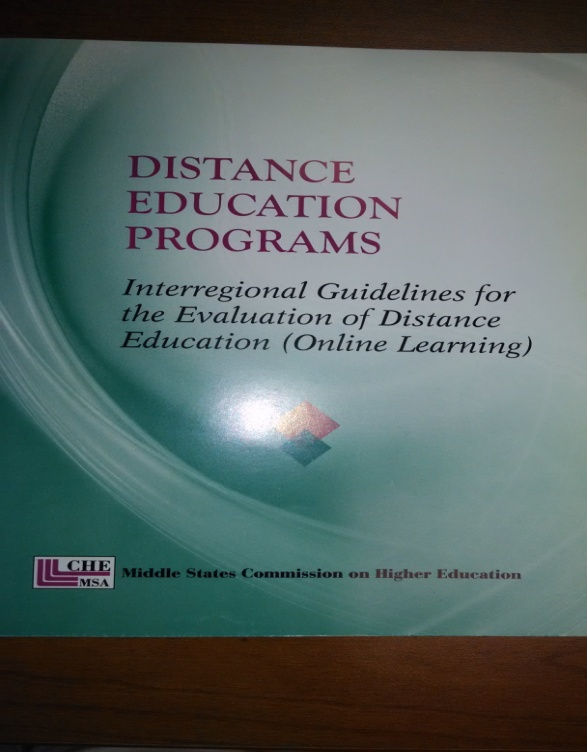 DISTANCE
EDUCATION
PROGRAMS
Interregional Guidelines for
the Evaluation of Distance
Education (Online Learning)
CHE
MSA
Middle States Commission on Higher Education